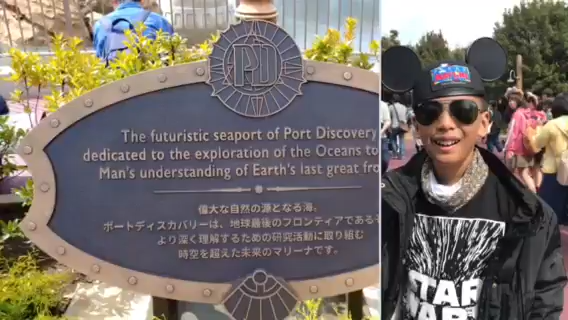 PD
The futuristic seaport of Port Discovery
dedicated to the exploration of the Oceans to
Man's understanding of Earth's last great fro
偉大な自然の源となる海。
ポートディスカバリーは、地球最後のフロンティアである
より深く理解するための研究活動に取り組む
時空を超えた未来のマリーナです。
STAR
WAR